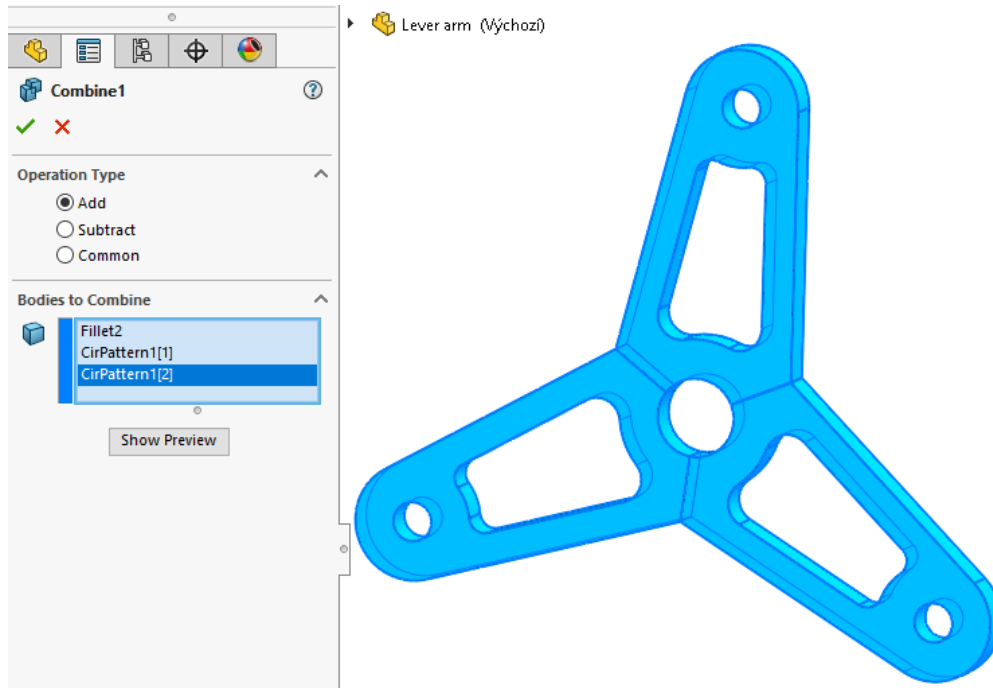 Lever arm (Výchozí)
Combine1
Operation Type
Add
Subtract
Common
Bodies to Combine
Fillet2
CirPattern1[1]
CirPattern1[2]
Show Preview